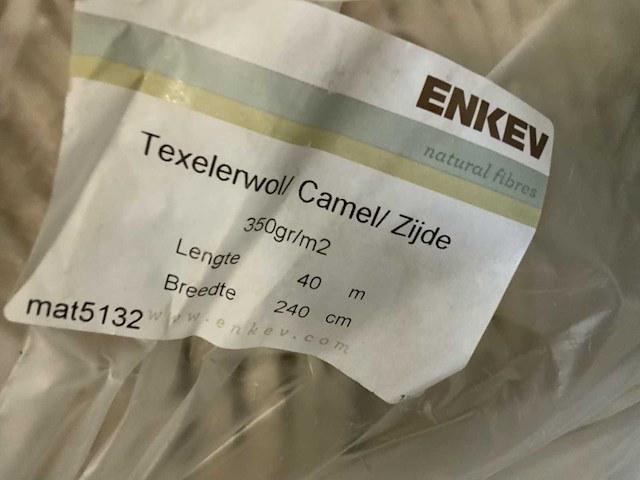 ENKEV
natural fibres
Texelerwol/ Camel/ Zijde
350gr/m2
Lengte 40 m
Breedte 240 cm
mat5132 www.enkev.com